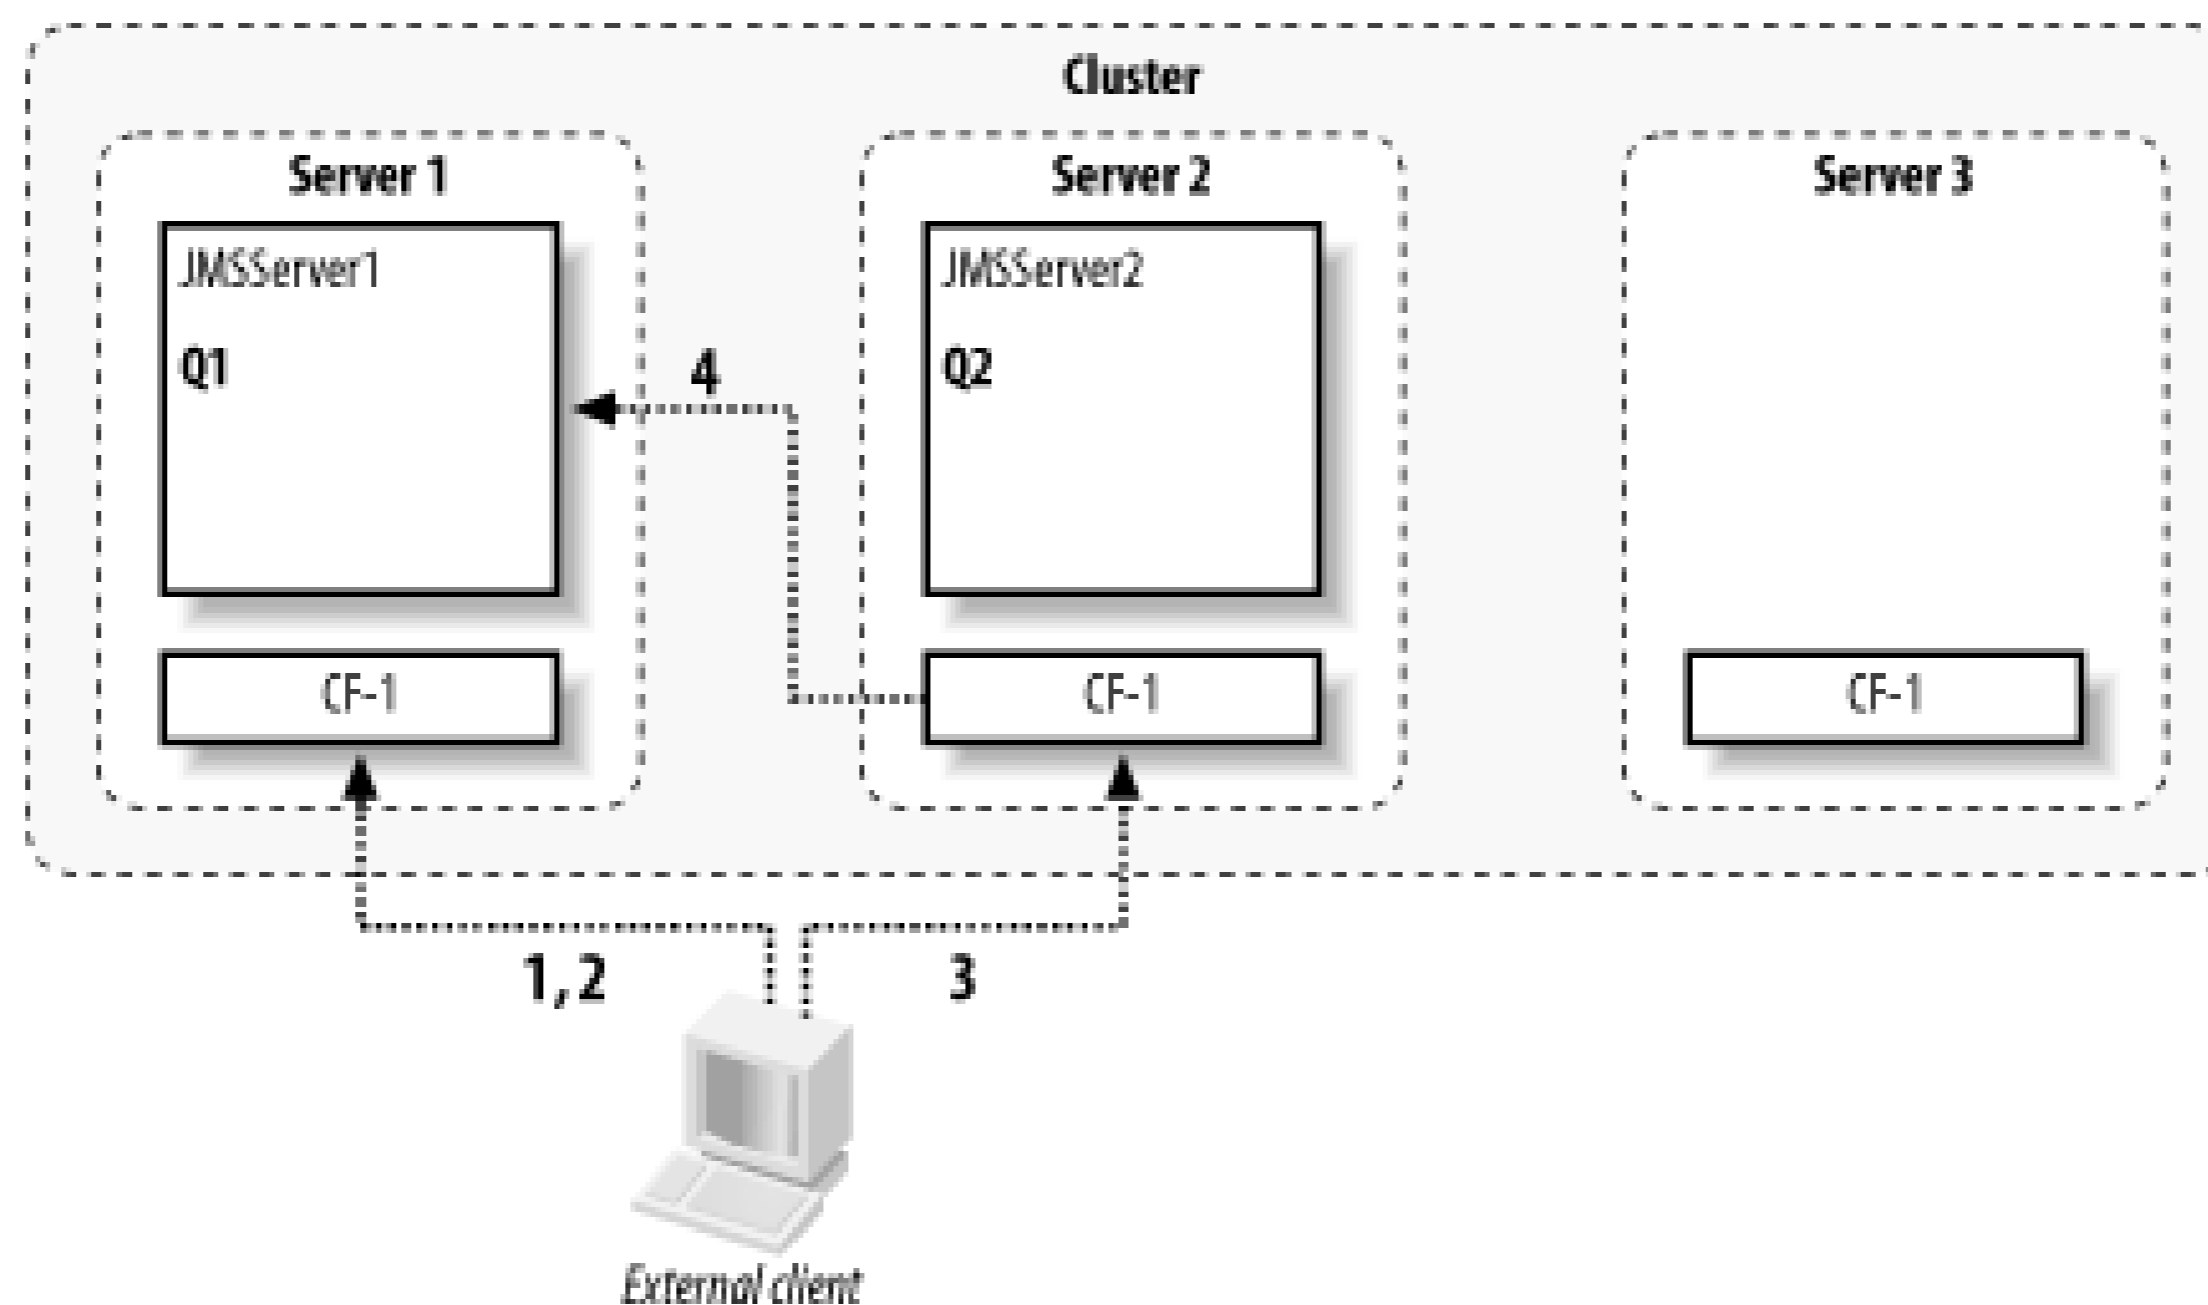 Cluster
Server 1
Server 2
Server 3
JMSServer1
JMSServer2
Q1
4
Q2
CF-1
CF-1
CF-1
1, 2
3
External client